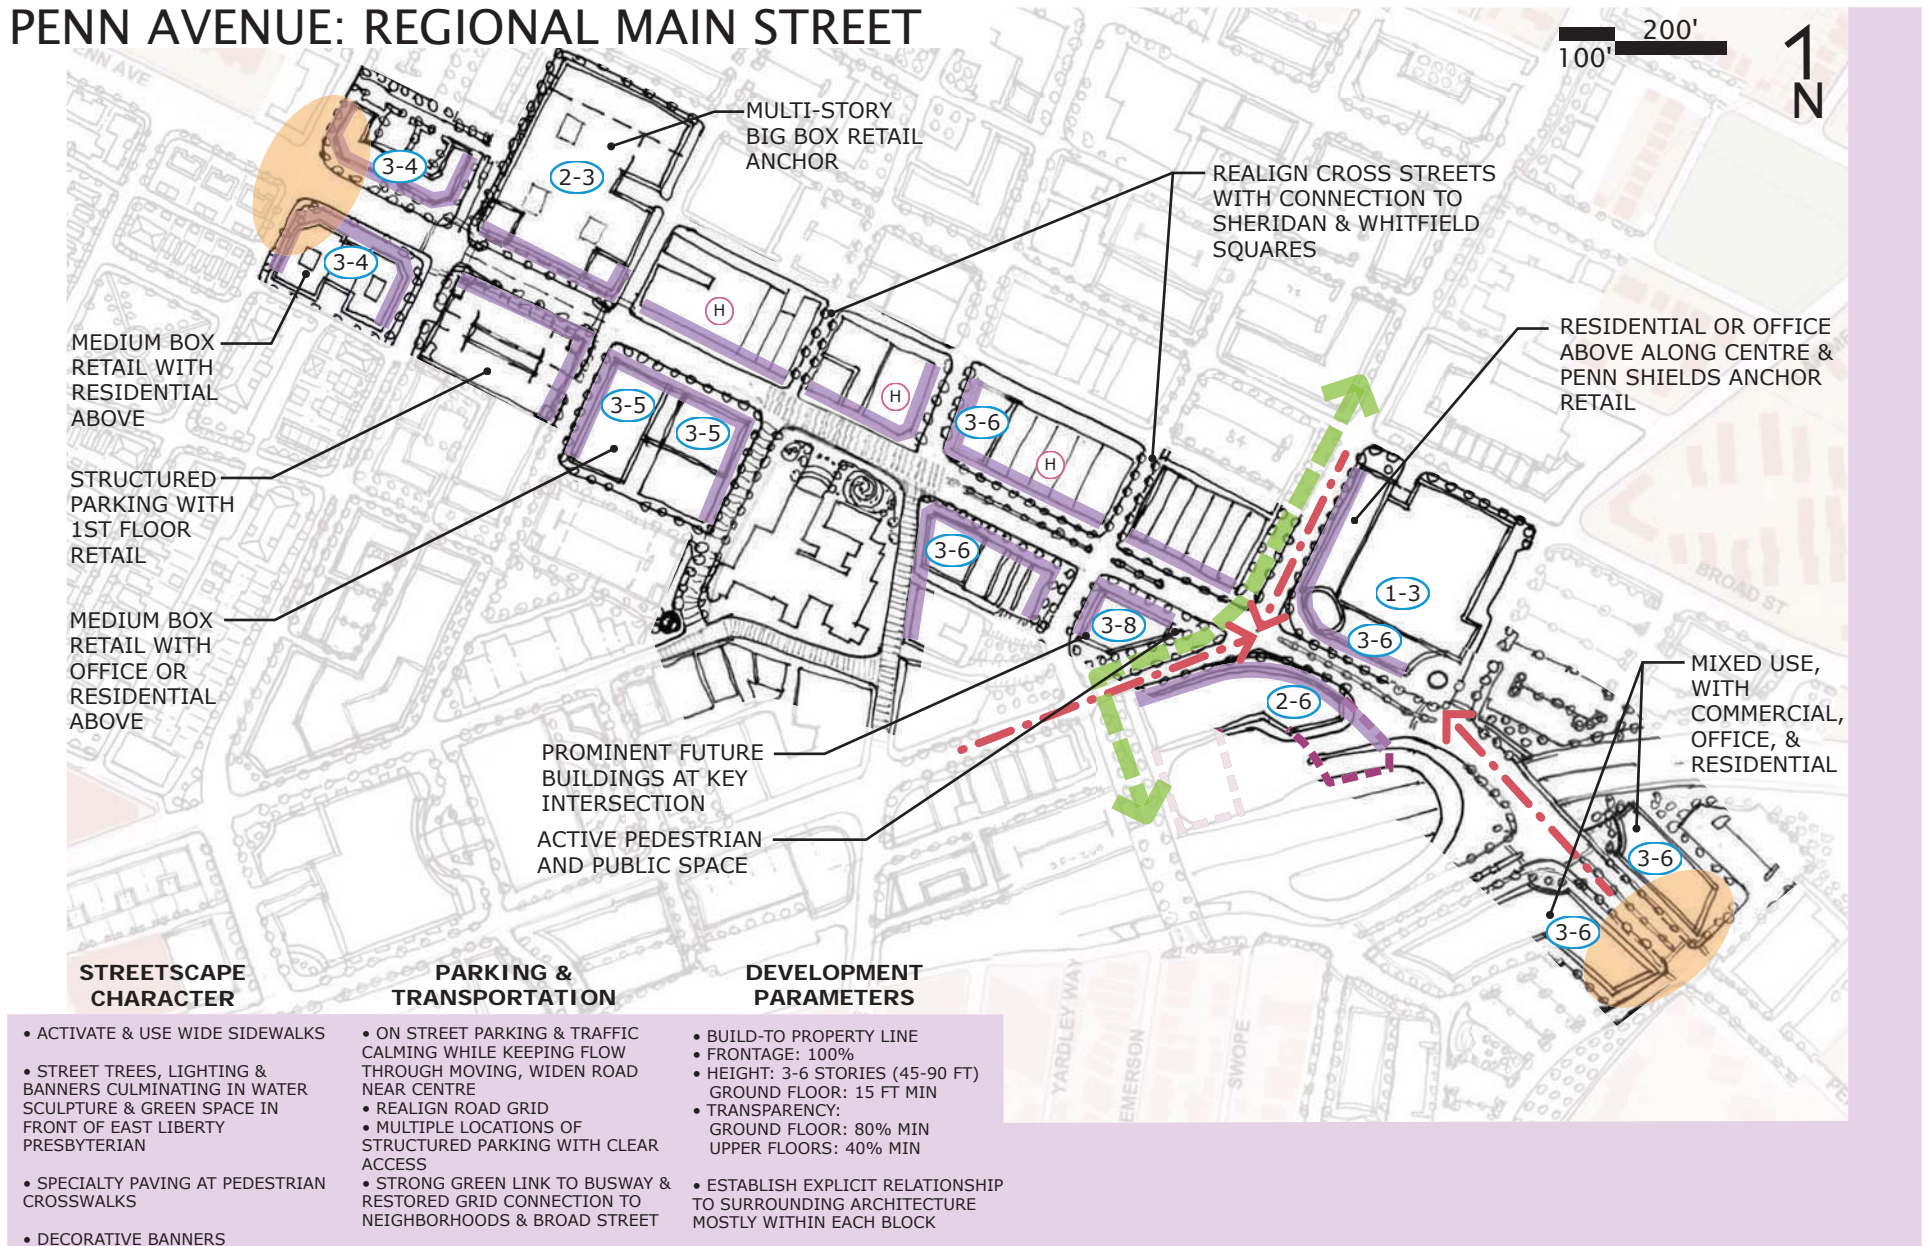 PENN AVENUE: REGIONAL MAIN STREET
200'
100'
N
MULTI-STORY
BIG BOX RETAIL
ANCHOR
REALIGN CROSS STREETS
WITH CONNECTION TO
SHERIDAN & WHITFIELD
SQUARES
RESIDENTIAL OR OFFICE
ABOVE ALONG CENTRE &
PENN SHIELDS ANCHOR
RETAIL
3-4
2-3
3-4
H
H
3-5
3-5
3-6
H
3-6
3-8
1-3
3-6
2-6
3-6
3-6
MEDIUM BOX
RETAIL WITH
RESIDENTIAL
ABOVE
STRUCTURED
PARKING WITH
1ST FLOOR
RETAIL
MEDIUM BOX
RETAIL WITH
OFFICE OR
RESIDENTIAL
ABOVE
PROMINENT FUTURE
BUILDINGS AT KEY
INTERSECTION
ACTIVE PEDESTRIAN
AND PUBLIC SPACE
MIXED USE,
WITH
COMMERCIAL,
OFFICE, &
RESIDENTIAL
BROAD ST
YARDLEY WAY
EMERSON
SWOPE
STREETSCAPE
CHARACTER
• ACTIVATE & USE WIDE SIDEWALKS
• STREET TREES, LIGHTING &
BANNERS CULMINATING IN WATER
SCULPTURE & GREEN SPACE IN
FRONT OF EAST LIBERTY
PRESBYTERIAN
• SPECIALTY PAVING AT PEDESTRIAN
CROSSWALKS
• DECORATIVE BANNERS
PARKING &
TRANSPORTATION
• ON STREET PARKING & TRAFFIC
CALMING WHILE KEEPING FLOW
THROUGH MOVING, WIDEN ROAD
NEAR CENTRE
• REALIGN ROAD GRID
• MULTIPLE LOCATIONS OF
STRUCTURED PARKING WITH CLEAR
ACCESS
• STRONG GREEN LINK TO BUSWAY &
RESTORED GRID CONNECTION TO
NEIGHBORHOODS & BROAD STREET
DEVELOPMENT
PARAMETERS
• BUILD-TO PROPERTY LINE
• FRONTAGE: 100%
• HEIGHT: 3-6 STORIES (45-90 FT)
GROUND FLOOR: 15 FT MIN
• TRANSPARENCY:
GROUND FLOOR: 80% MIN
UPPER FLOORS: 40% MIN
• ESTABLISH EXPLICIT RELATIONSHIP
TO SURROUNDING ARCHITECTURE
MOSTLY WITHIN EACH BLOCK